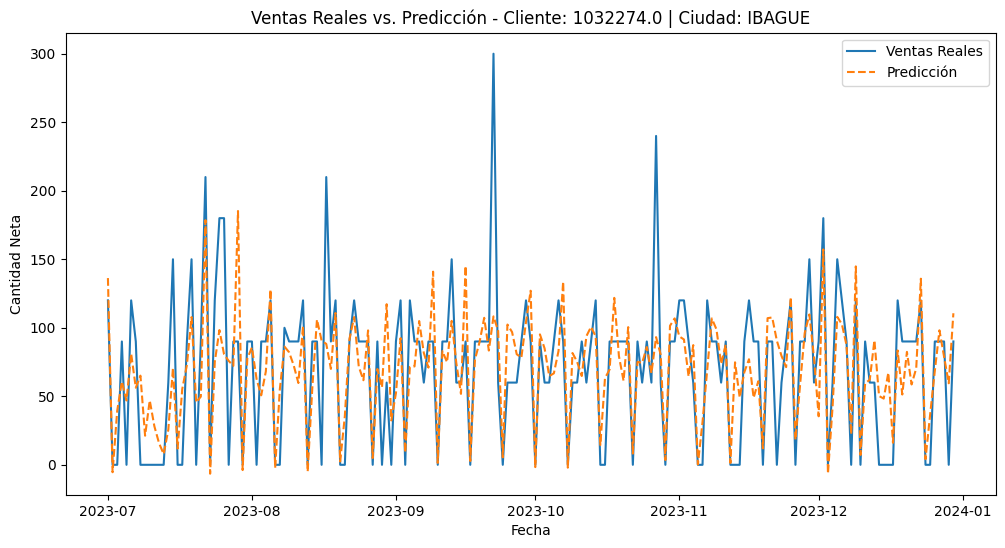 Ventas Reales vs. Predicción - Cliente: 1032274.0 | Ciudad: IBAGUE
Ventas Reales
Predicción
Cantidad Neta
300
250
200
150
100
50
0
2023-07
2023-08
2023-09
2023-10
2023-11
2023-12
2024-01
Fecha